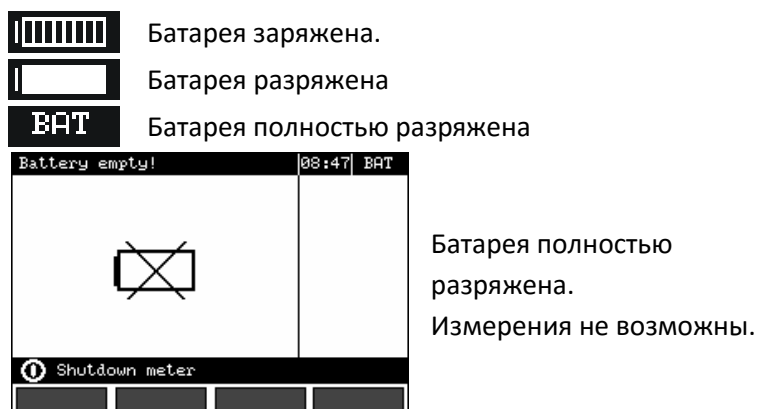 Батарея заряжена.
Батарея разряжена
BAT Батарея полностью разряжена
Battery empty! 08:47 BAT
Батарея полностью
разряжена.
Измерения не возможны.
Shutdown meter